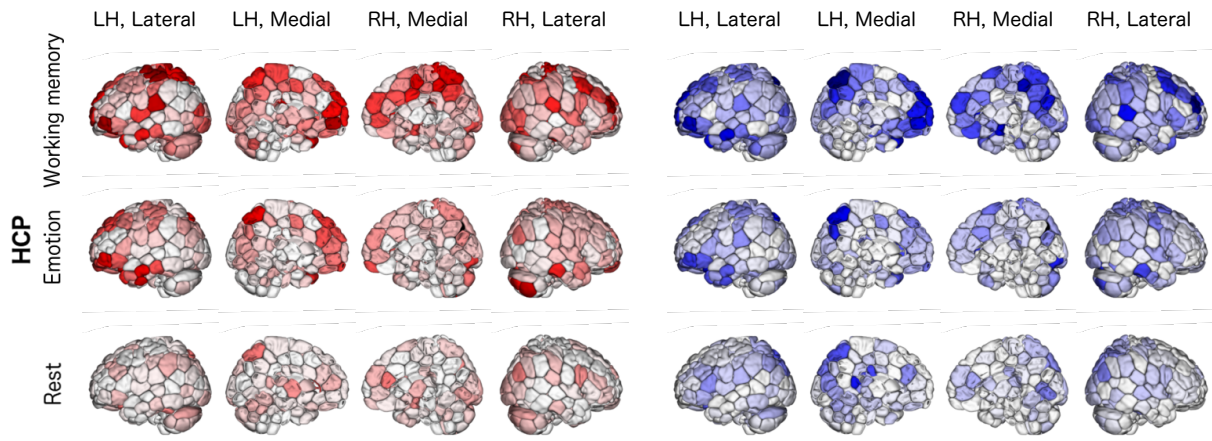 LH, Lateral LH, Medial RH, Medial RH, Lateral LH, Lateral LH, Medial RH, Medial RH, Lateral
HCP
Working memory
Emotion
Rest